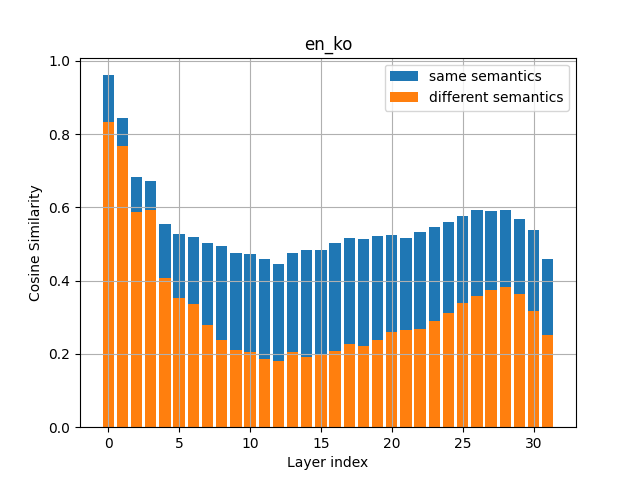 en_ko
same semantics
different semantics
Cosine Similarity
1.0
0.8
0.6
0.4
0.2
0.0
0 5 10 15 20 25 30
Layer index